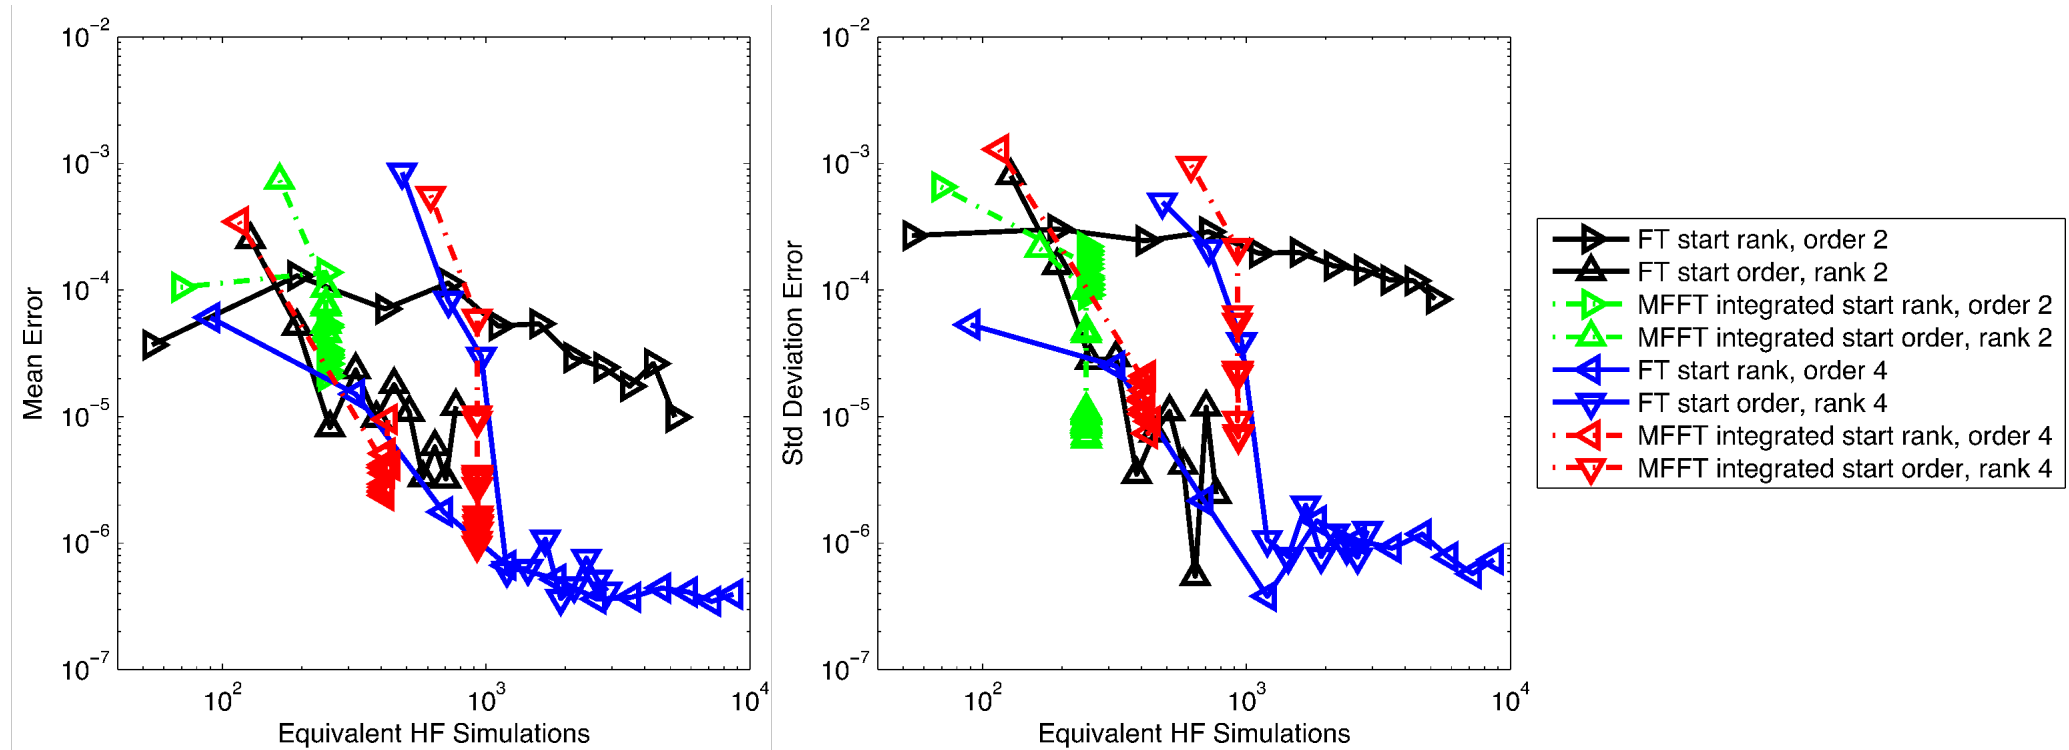 10^-2
10^-3
10^-4
10^-5
10^-6
10^-7
Mean Error
10^2
10^3
10^4
Equivalent HF Simulations
10^-2
10^-3
10^-4
10^-5
10^-6
10^-7
Std Deviation Error
10^2
10^3
10^4
Equivalent HF Simulations
FT start rank, order 2
FT start order, rank 2
MFFT integrated start rank, order 2
MFFT integrated start order, rank 2
FT start rank, order 4
FT start order, rank 4
MFFT integrated start rank, order 4
MFFT integrated start order, rank 4